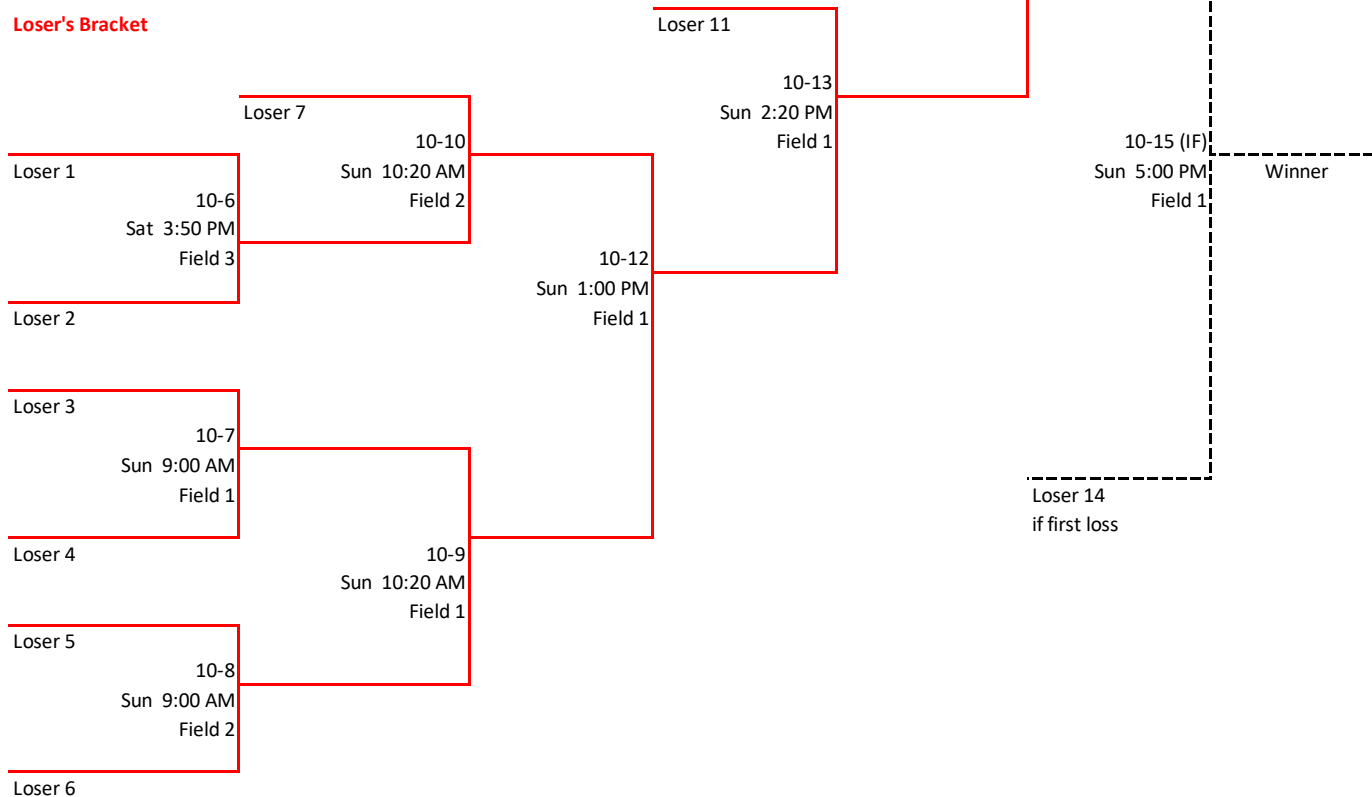 Loser's Bracket
Loser 11
10-13
Sun 2:20 PM
Field 1
Loser 7
10-10
Sun 10:20 AM
Field 2
10-15 (IF)
Sun 5:00 PM
Field 1
Winner
Loser 1
10-6
Sat 3:50 PM
Field 3
Loser 2
10-12
Sun 1:00 PM
Field 1
Loser 3
10-7
Sun 9:00 AM
Field 1
Loser 4
10-9
Sun 10:20 AM
Field 1
Loser 14
if first loss
Loser 5
10-8
Sun 9:00 AM
Field 2
Loser 6